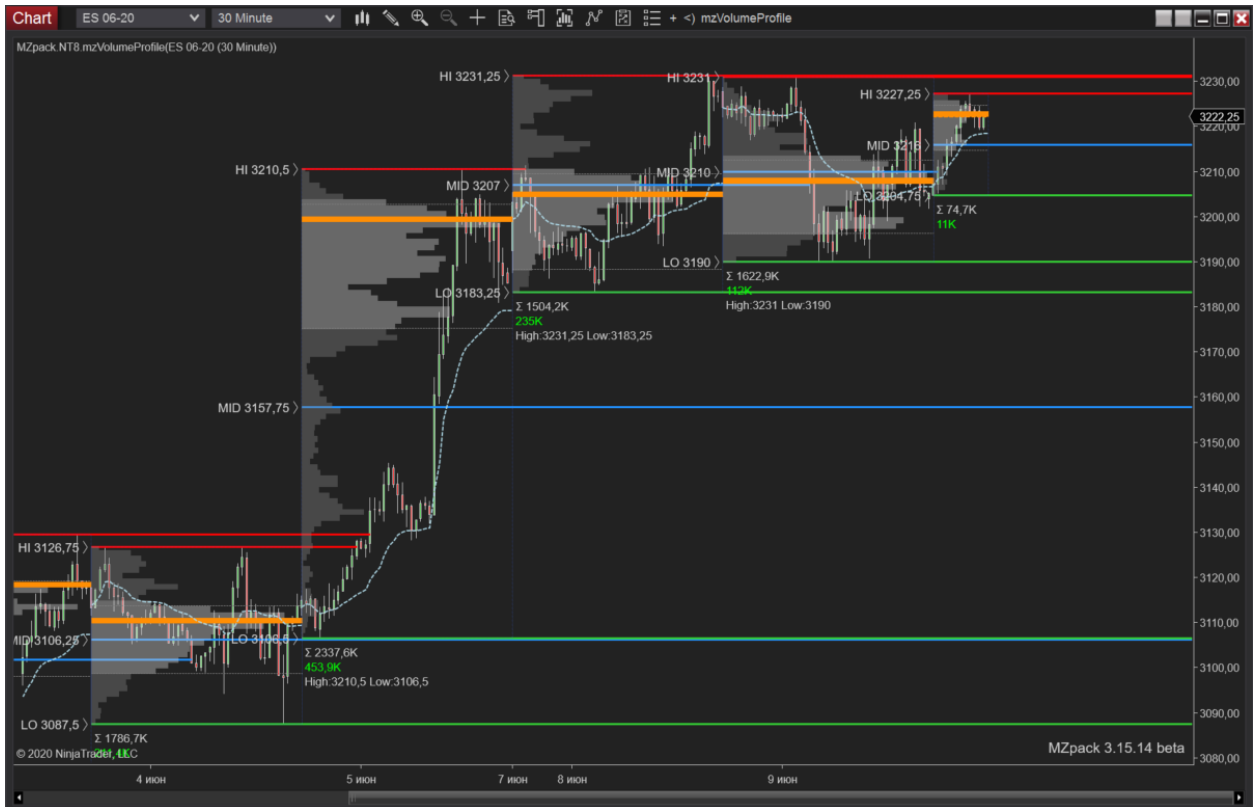 Chart ES 06-20 30 Minute + <) mzVolumeProfile
MZpack.NT8.mzVolumeProfile(ES 06-20 (30 Minute))
HI 3231,25
HI 3231
HI 3227,25
3230,00
3222,25
3220,00
MID 3216
HI 3210,5
3210,00
MID 3210
MID 3207
LO 3204,75
Σ 74,7K
11K
3200,00
LO 3190
3190,00
Σ 1622,9K
112K
High:3231 Low:3190
LO 3183,25
Σ 1504,2K
235K
High:3231,25 Low:3183,25
3180,00
3170,00
3160,00
MID 3157,75
3150,00
3140,00
3130,00
HI 3126,75
3120,00
3110,00
MID 3106,25
LO 3106,5
Σ 2337,6K
453,9K
High:3210,5 Low:3106,5
3100,00
3090,00
LO 3087,5
Σ 1786,7K
© 2020 NinjaTrader, LLC
MZpack 3.15.14 beta
3080,00
4 июн
5 июн
7 июн
8 июн
9 июн